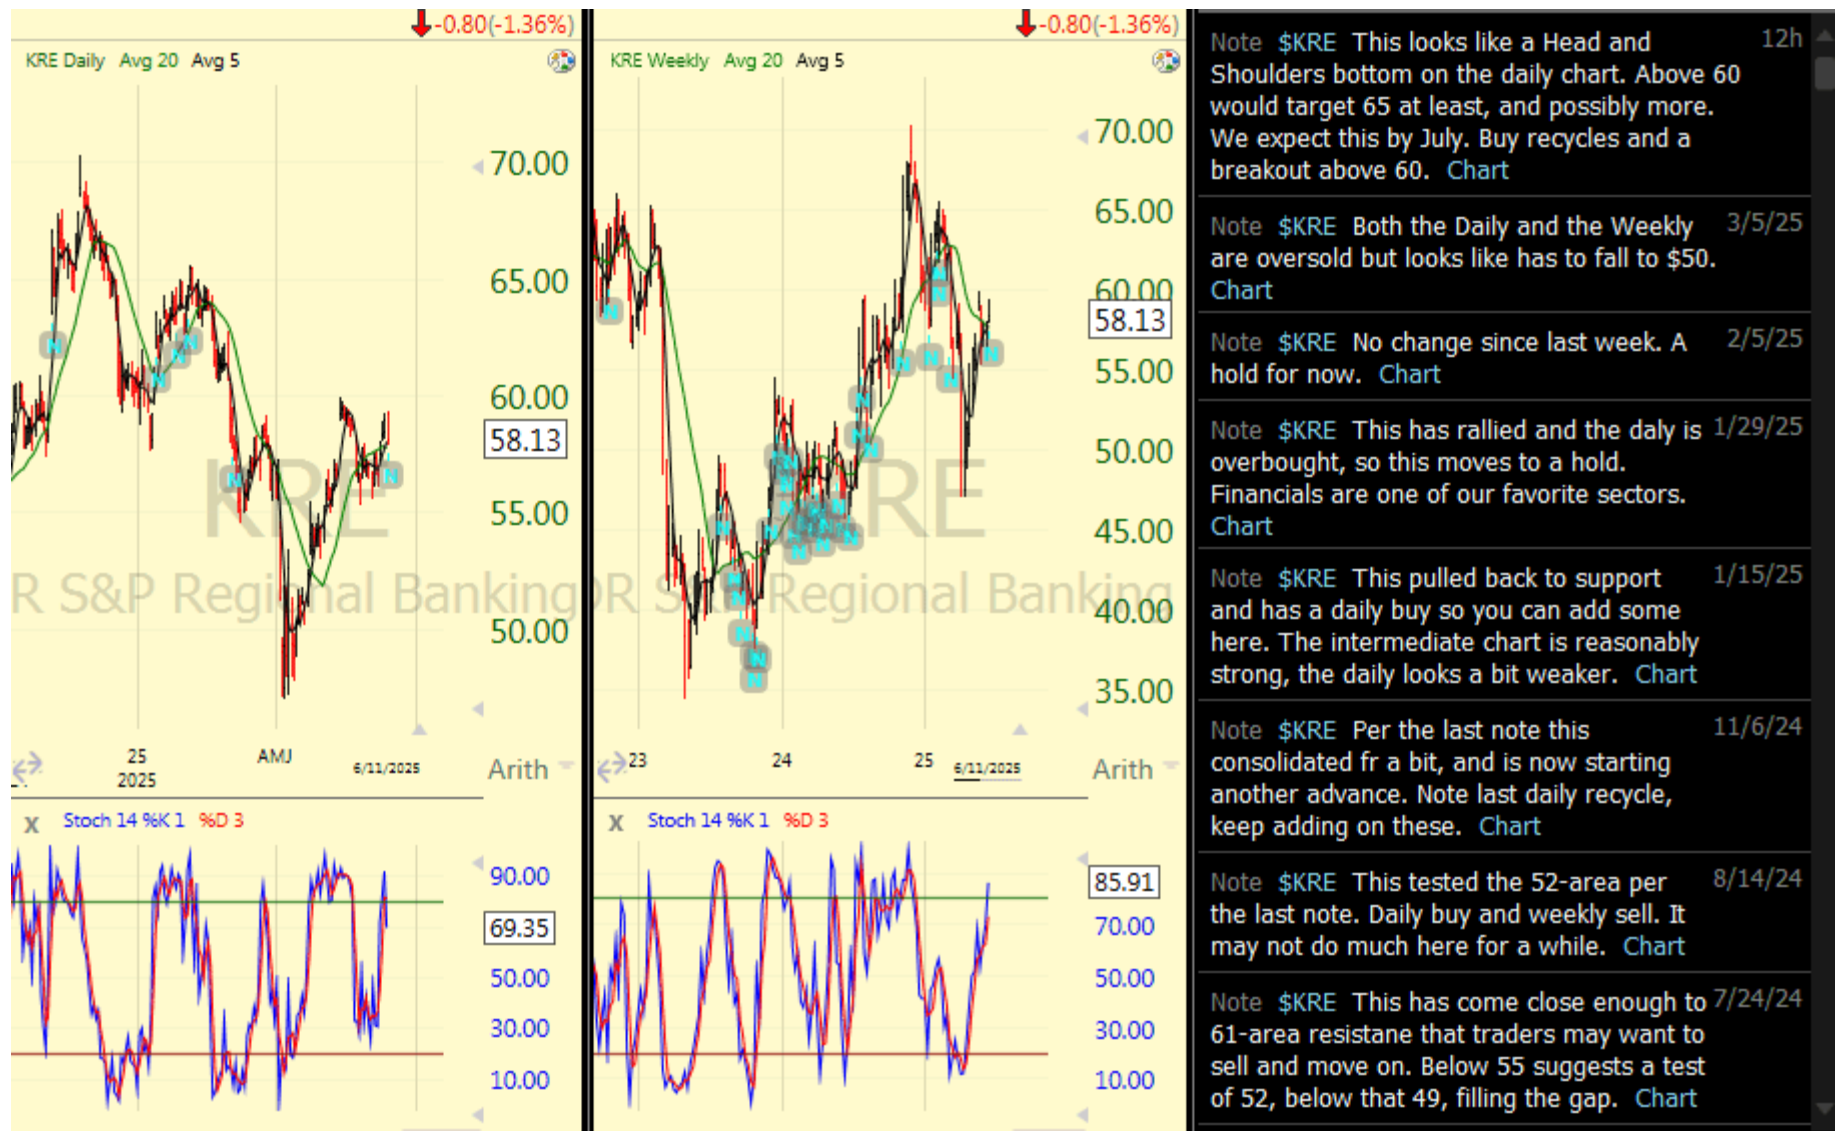 -0.80(-1.36%)
KRE Daily Avg 20 Avg 5
70.00
65.00
60.00
58.13
55.00
50.00
KRE
R S&P Regional Banking
25
2025
AMJ
6/11/2025
Arith
X Stoch 14 %K 1 %D 3
90.00
69.35
50.00
30.00
10.00
-0.80(-1.36%)
KRE Weekly Avg 20 Avg 5
70.00
65.00
60.00
58.13
55.00
50.00
45.00
40.00
35.00
RE
DR S Regional Banking
23
24
25
6/11/2025
Arith
X Stoch 14 %K 1 %D 3
85.91
70.00
50.00
30.00
10.00
Note $KRE This looks like a Head and 12h
Shoulders bottom on the daily chart. Above 60
would target 65 at least, and possibly more.
We expect this by July. Buy recycles and a
breakout above 60. Chart
Note $KRE Both the Daily and the Weekly 3/5/25
are oversold but looks like has to fall to $50.
Chart
Note $KRE No change since last week. A 2/5/25
hold for now. Chart
Note $KRE This has rallied and the daly is 1/29/25
overbought, so this moves to a hold.
Financials are one of our favorite sectors.
Chart
Note $KRE This pulled back to support 1/15/25
and has a daily buy so you can add some
here. The intermediate chart is reasonably
strong, the daily looks a bit weaker. Chart
Note $KRE Per the last note this 11/6/24
consolidated fr a bit, and is now starting
another advance. Note last daily recycle,
keep adding on these. Chart
Note $KRE This tested the 52-area per 8/14/24
the last note. Daily buy and weekly sell. It
may not do much here for a while. Chart
Note $KRE This has come close enough to 7/24/24
61-area resistane that traders may want to
sell and move on. Below 55 suggests a test
of 52, below that 49, filling the gap. Chart